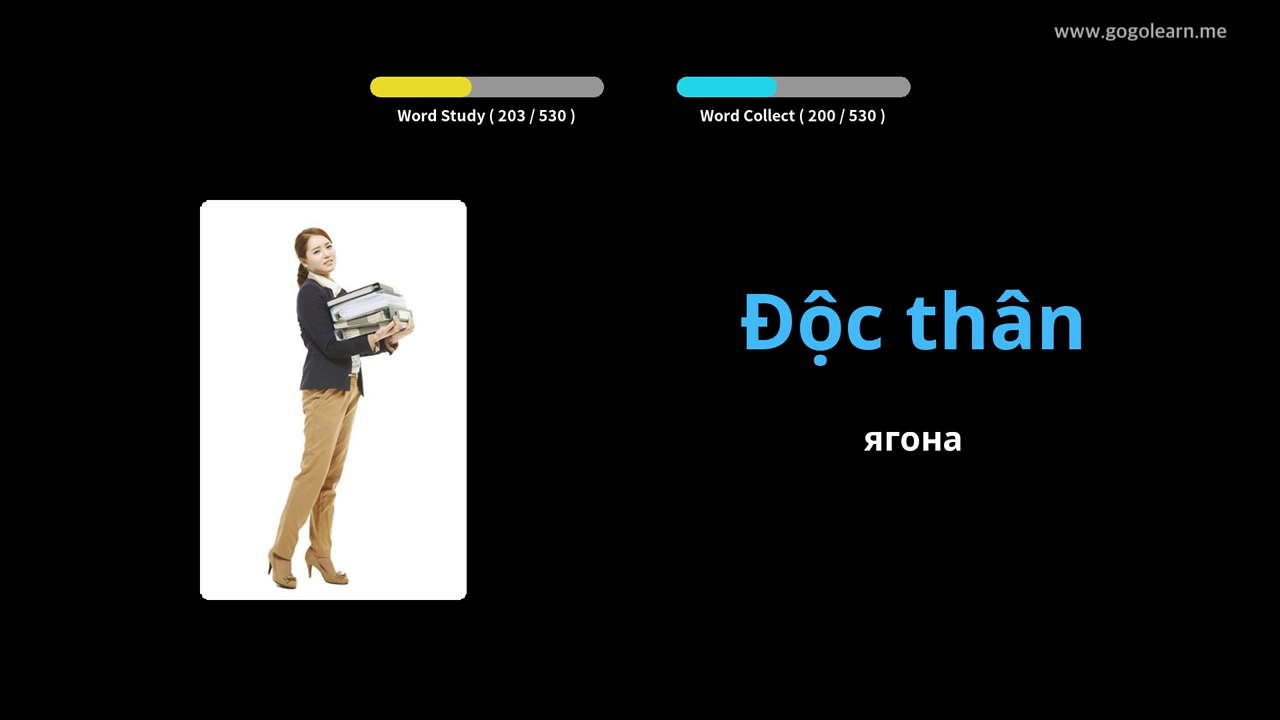 www.gogolearn.me
Word Study ( 203 / 530 )
Word Collect ( 200 / 530 )
Độc thân
ягона